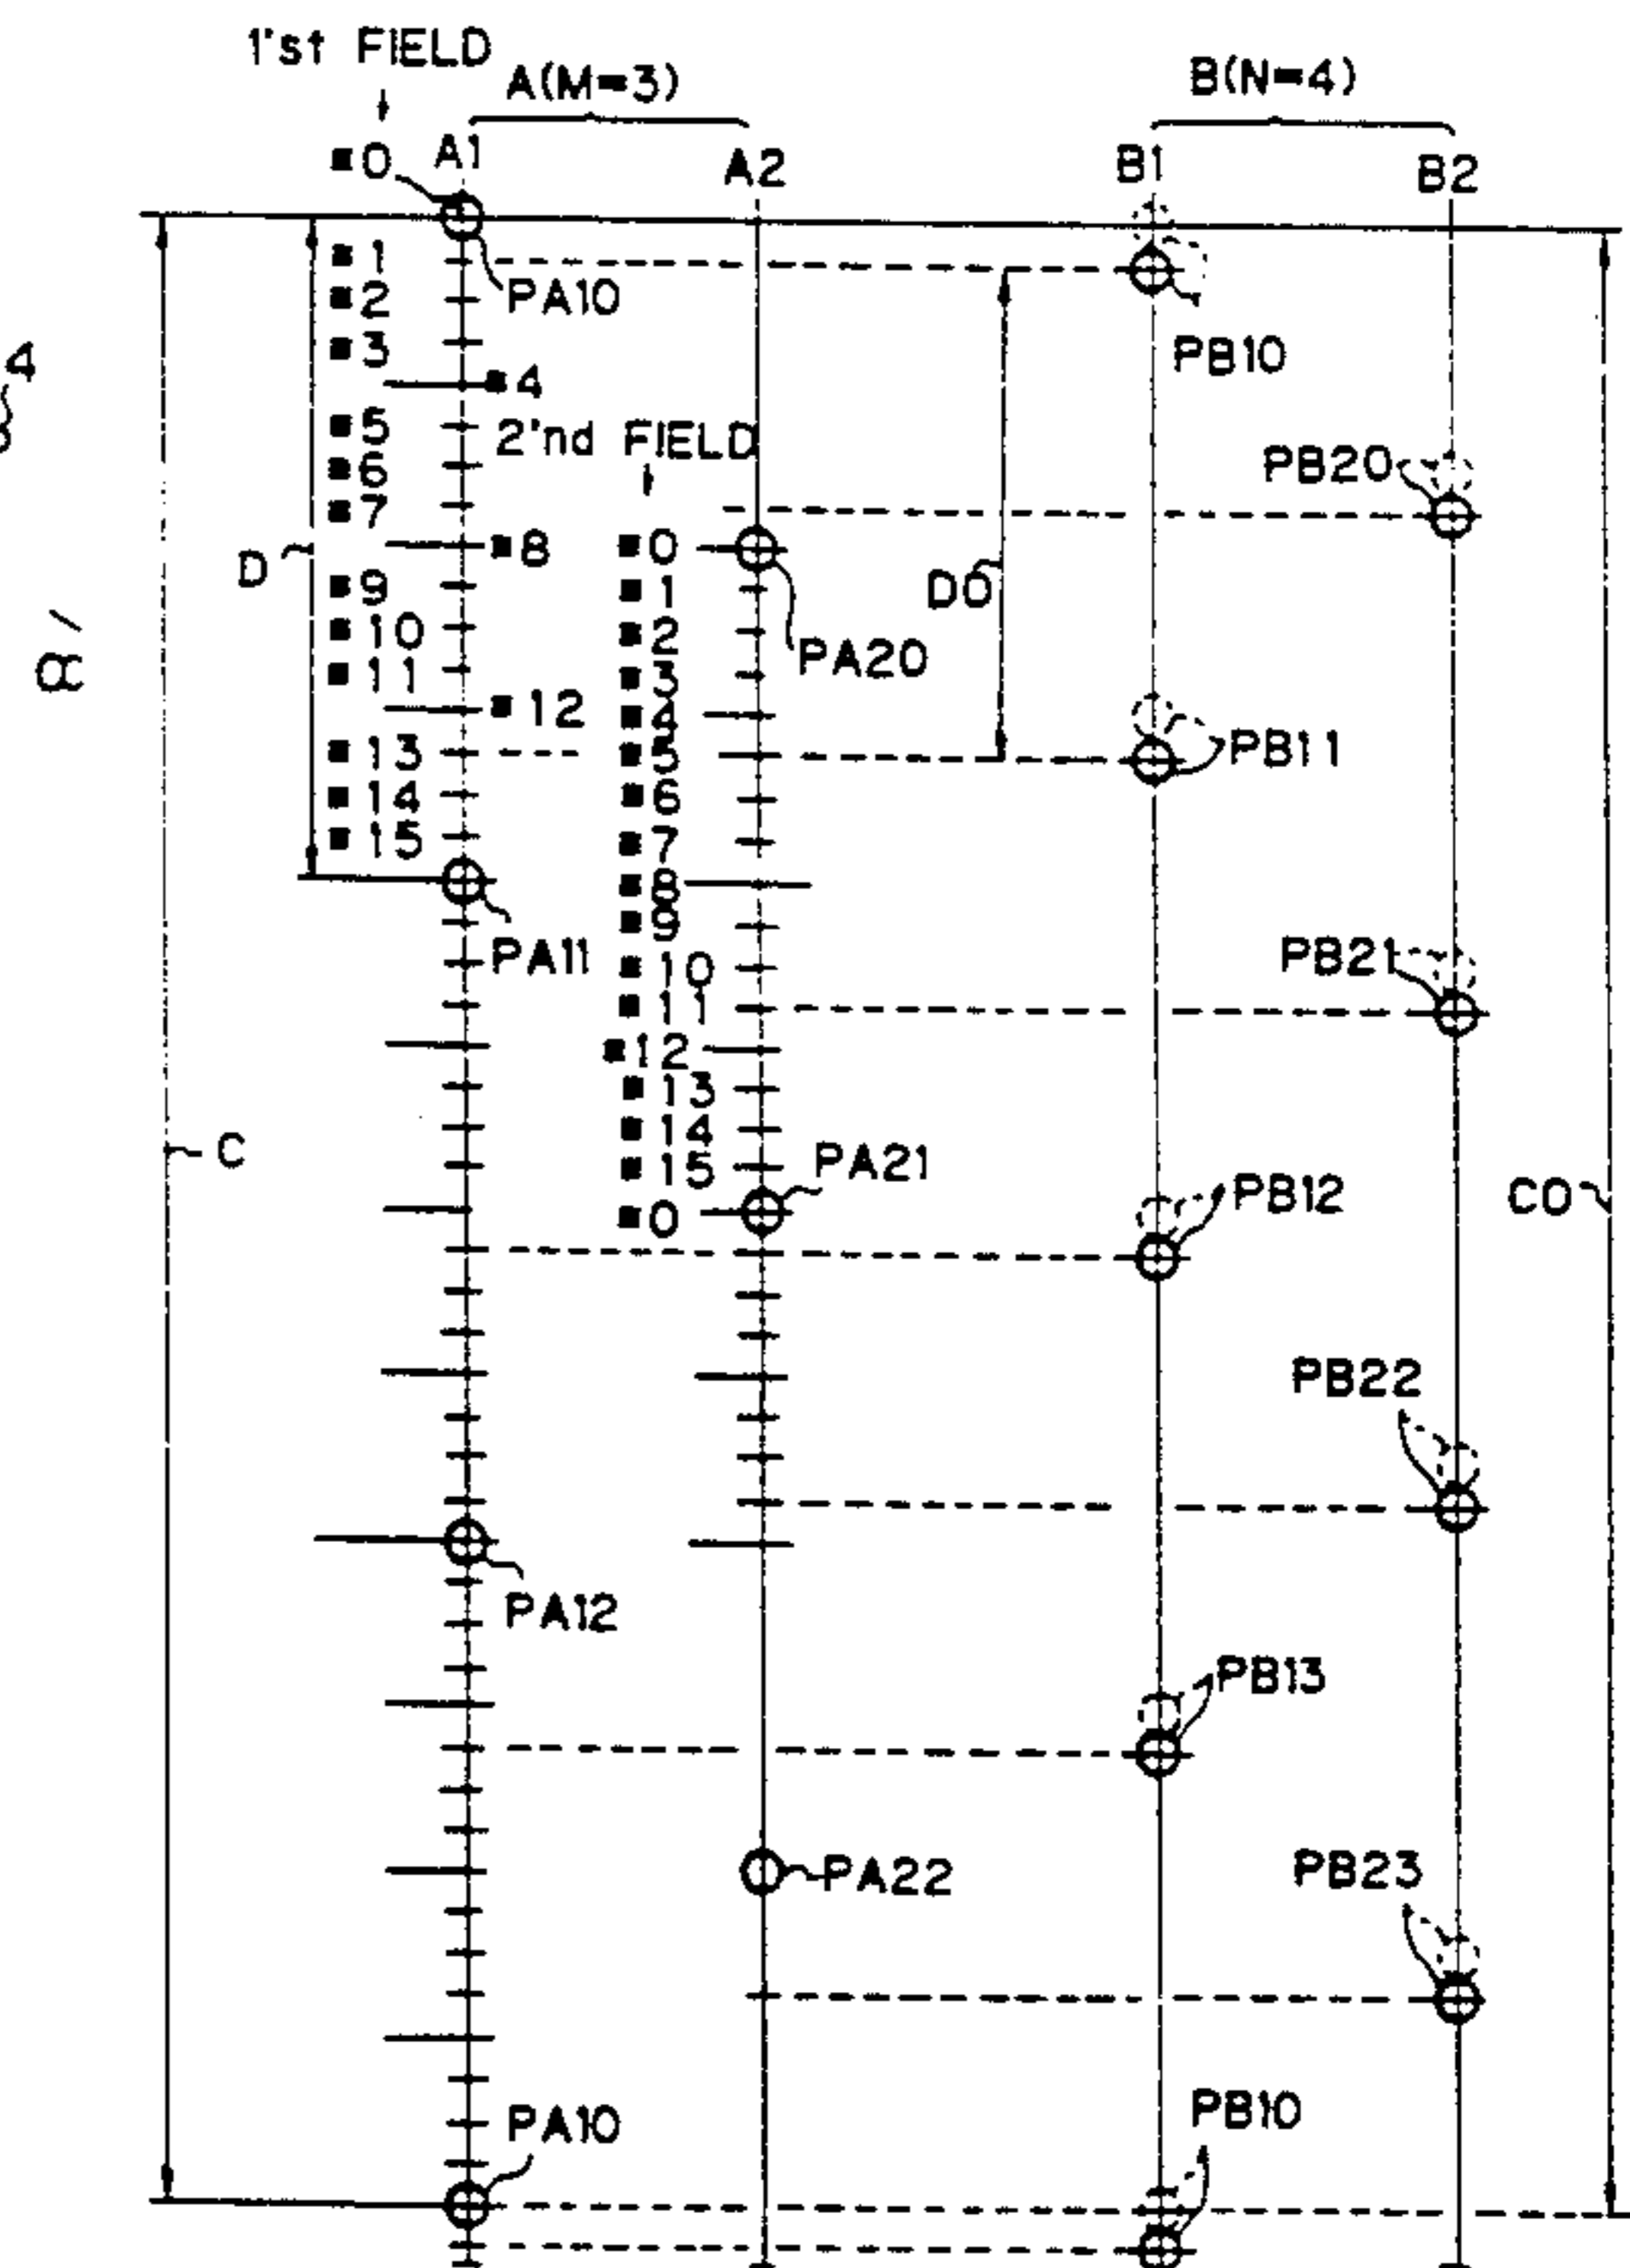 1'st FIELD
A(M=3)
B(N=4)
■0
A1
A2
B1
B2
■1
■2
PA10
■3
PB10
4
■4
■5
2'nd FIELD
■6
PB20
■7
■8
■0
D
■9
■1
DO
■10
■2
PA20
■11
■3
■12
■4
■13
■5
PB11
■14
■6
■15
■7
■8
■9
PA11
■10
PB21
■11
■12
■13
■14
C
■15
PA21
■0
PB12
CO
PB22
PA12
PB13
PA22
PB23
PB10
PA10